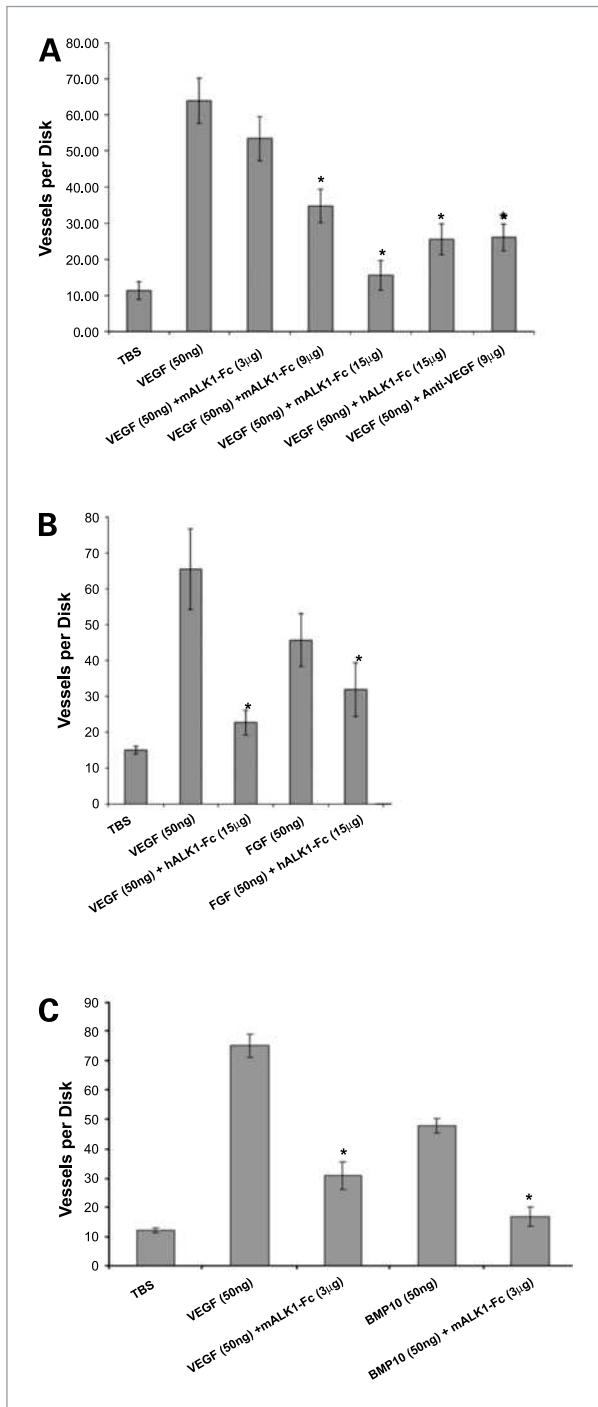 A
Vessels per Disk
80.00
70.00
60.00
50.00
40.00
30.00
20.00
10.00
0.00
*
*
*
*
TBS
VEGF (50ng)
VEGF (50ng) +mALK1-Fc (3µg)
VEGF (50ng) +mALK1-Fc (9µg)
VEGF (50ng) + mALK1-Fc (15µg)
VEGF (50ng) + hALK1-Fc (15µg)
VEGF (50ng) + Anti-VEGF (9µg)
B
Vessels per Disk
80
70
60
50
40
30
20
10
0
*
*
TBS
VEGF (50ng)
VEGF (50ng) + hALK1-Fc (15µg)
FGF (50ng)
FGF (50ng) + hALK1-Fc (15µg)
C
Vessels per Disk
90
80
70
60
50
40
30
20
10
0
*
*
TBS
VEGF (50ng)
VEGF (50ng) +mALK1-Fc (3µg)
BMP10 (50ng)
BMP10 (50ng) + mALK1-Fc (3µg)